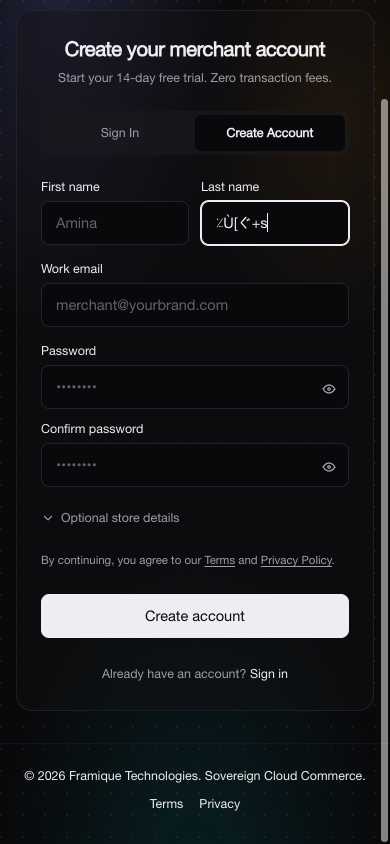 Create your merchant account
Start your 14-day free trial. Zero transaction fees.
Sign In
Create Account
First name
Last name
Amina
Work email
merchant@yourbrand.com
Password
••••••••
Confirm password
••••••••
Optional store details
By continuing, you agree to our Terms and Privacy Policy.
Create account
Already have an account? Sign in
© 2026 Framique Technologies. Sovereign Cloud Commerce.
Terms
Privacy